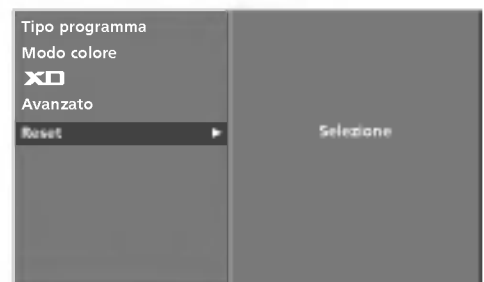 Tipo programma
Modo colore
XD
Avanzato
Reset
Selezione